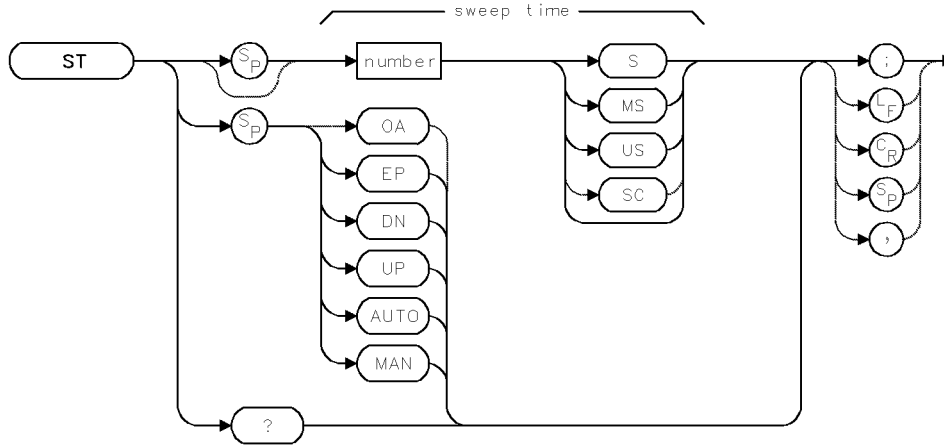 sweep time
ST
SP
number
S
;
MS
LF
SP
OA
US
CR
EP
SC
SP
DN
,
UP
AUTO
MAN
?